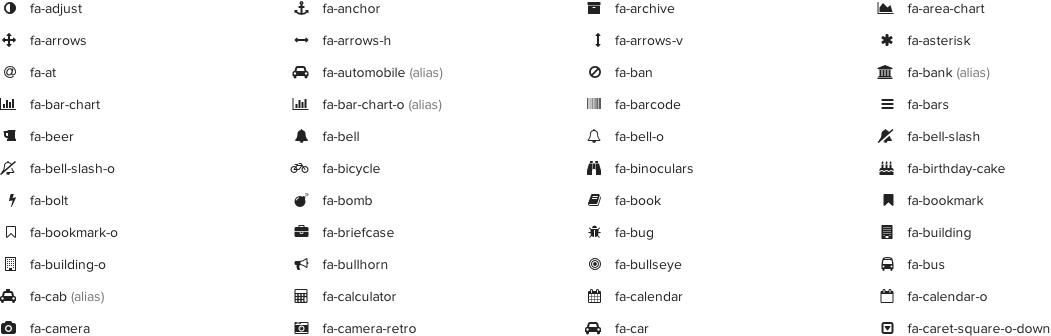 fa-adjust fa-anchor fa-archive fa-area-chart
fa-arrows fa-arrows-h fa-arrows-v fa-asterisk
fa-at fa-automobile (alias) fa-ban fa-bank (alias)
fa-bar-chart fa-bar-chart-o (alias) fa-barcode fa-bars
fa-beer fa-bell fa-bell-o fa-bell-slash
fa-bell-slash-o fa-bicycle fa-binoculars fa-birthday-cake
fa-bolt fa-bomb fa-book fa-bookmark
fa-bookmark-o fa-briefcase fa-bug fa-building
fa-building-o fa-bullhorn fa-bullseye fa-bus
fa-cab (alias) fa-calculator fa-calendar fa-calendar-o
fa-camera fa-camera-retro fa-car fa-caret-square-o-down